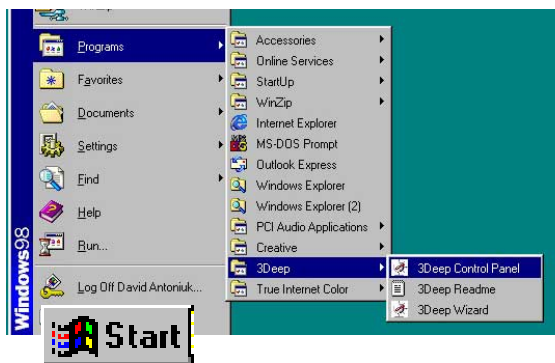 Programs
Favorites
Documents
Settings
Find
Help
Run...
Log Off David Antoniuk...
Windows98
Start
Accessories
Online Services
StartUp
WinZip
Internet Explorer
MS-DOS Prompt
Outlook Express
Windows Explorer
Windows Explorer (2)
PCI Audio Applications
Creative
3Deep
True Internet Color
3Deep Control Panel
3Deep Readme
3Deep Wizard